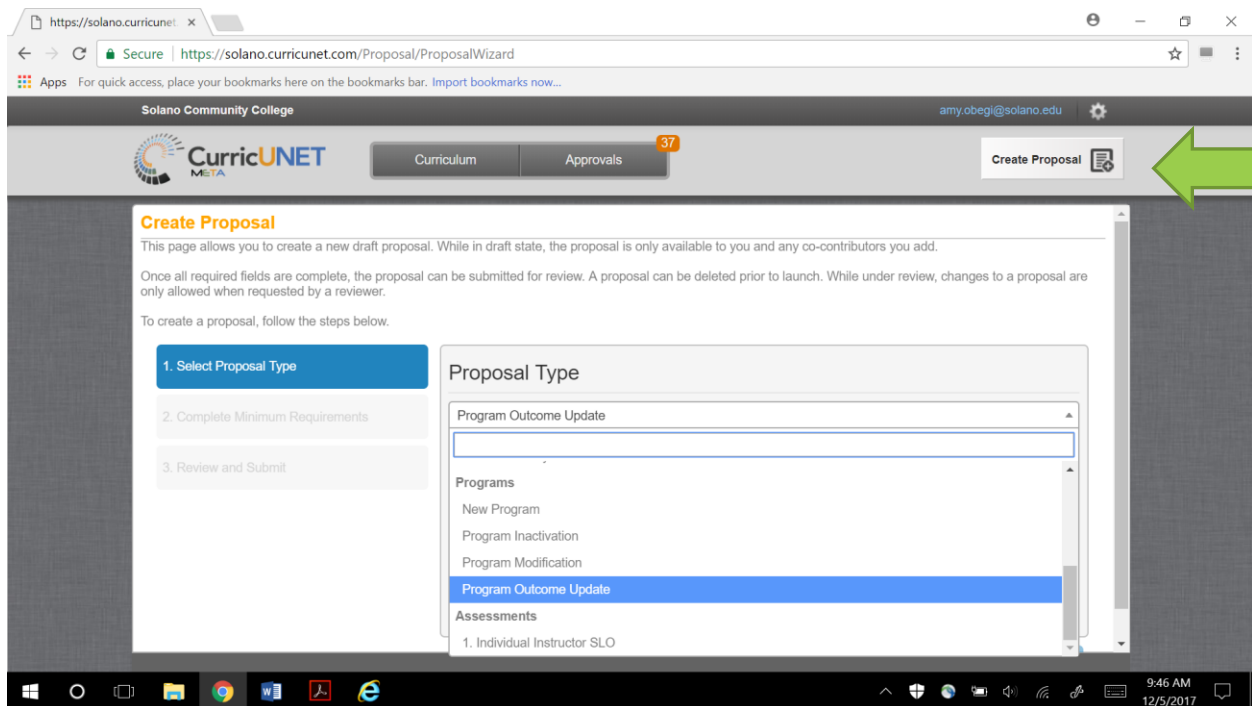 https://solano.curricunet
Secure | https://solano.curricunet.com/Proposal/ProposalWizard
Apps For quick access, place your bookmarks here on the bookmarks bar. Import bookmarks now...
Solano Community College amy.obegi@solano.edu
CurricUNET
META
Curriculum Approvals 37
Create Proposal
Create Proposal
This page allows you to create a new draft proposal. While in draft state, the proposal is only available to you and any co-contributors you add.
Once all required fields are complete, the proposal can be submitted for review. A proposal can be deleted prior to launch. While under review, changes to a proposal are
only allowed when requested by a reviewer.
To create a proposal, follow the steps below.
1. Select Proposal Type
2. Complete Minimum Requirements
3. Review and Submit
Proposal Type
Program Outcome Update
Programs
New Program
Program Inactivation
Program Modification
Program Outcome Update
Assessments
1. Individual Instructor SLO
9:46 AM
12/5/2017